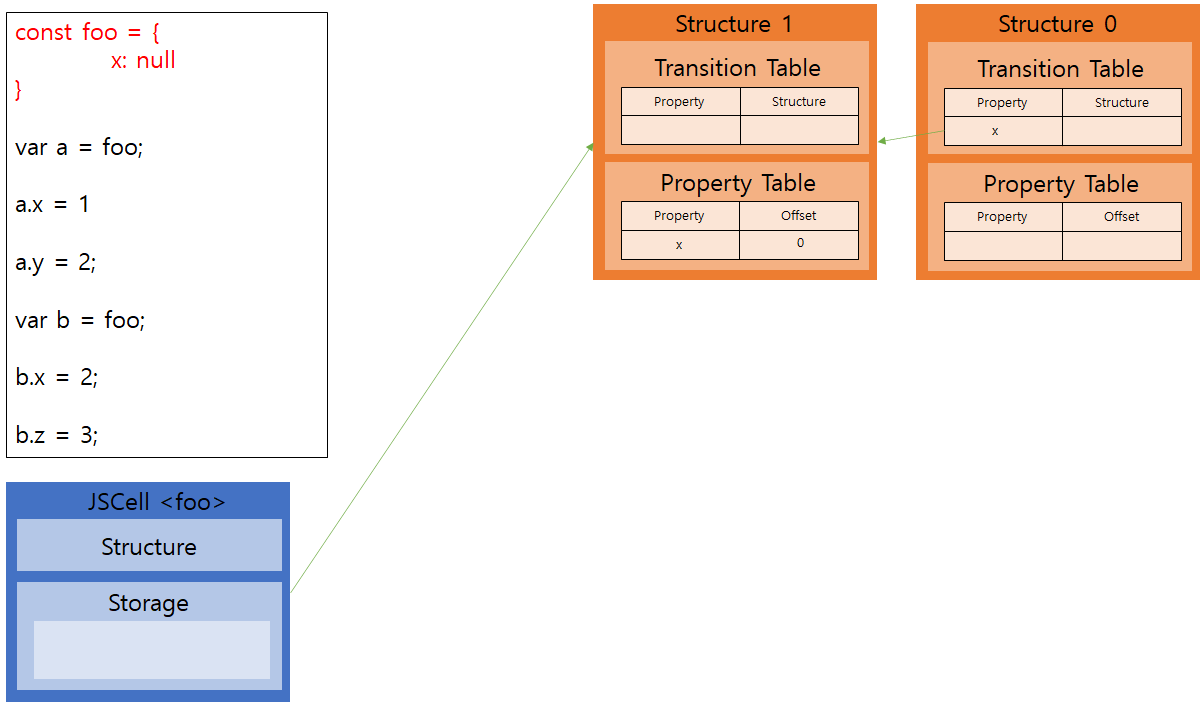 const foo = {
x: null
}
var a = foo;
a.x = 1
a.y = 2;
var b = foo;
b.x = 2;
b.z = 3;
JSCell <foo>
Structure
Storage
Structure 1
Transition Table
Property Structure
Property Table
Property Offset
x 0
Structure 0
Transition Table
Property Structure
x
Property Table
Property Offset